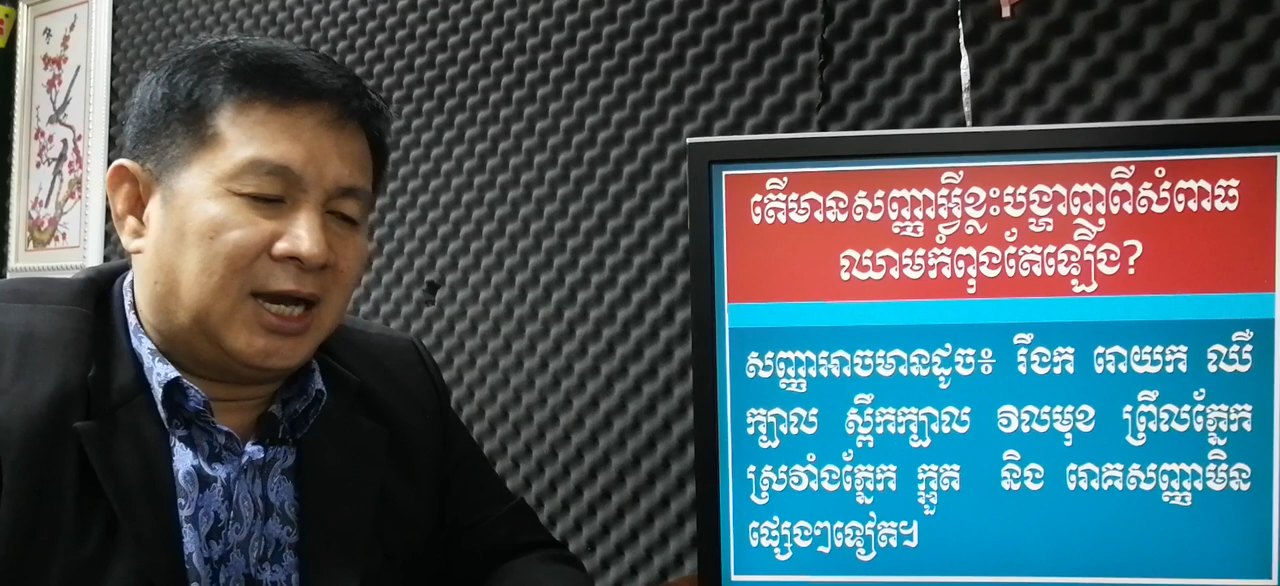 តើមានសញ្ញាអ្វីខ្លះបង្ហាញពីសំពាធ
ឈាមកំពុងតែឡើង?
សញ្ញាអាចមានដូច៖ រឹងក រោយក ឈឺ
ក្បាល ស្ពឹកក្បាល វិលមុខ ព្រឹលភ្នែក
ស្រវាំងភ្នែក ក្អួត និង រោគសញ្ញាមិន
ផ្សេងៗទៀត។